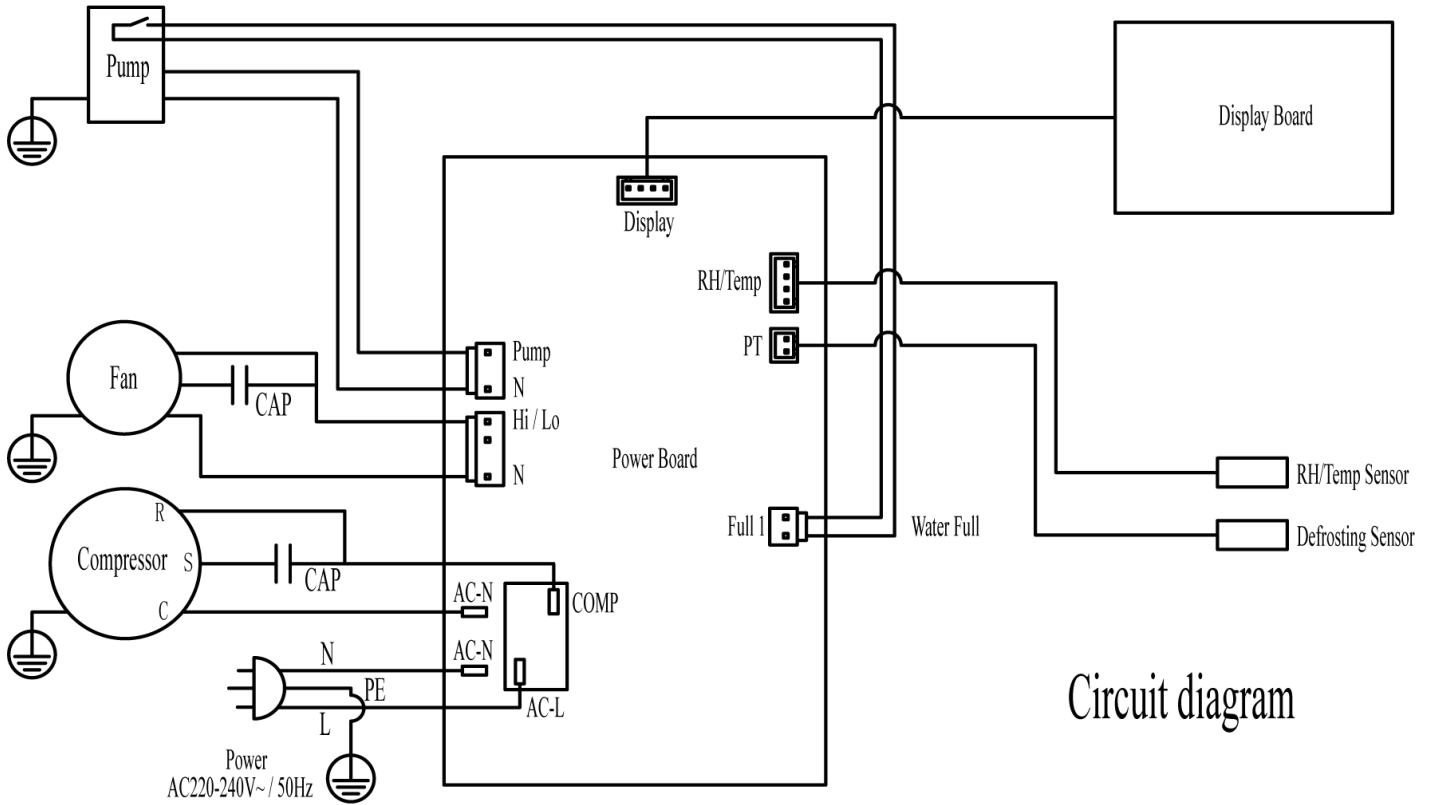 Pump
Display Board
Display
RH/Temp
PT
Pump
N
Fan
CAP
Hi / Lo
N
Power Board
RH/Temp Sensor
R
Full 1
Water Full
Defrosting Sensor
Compressor
S
CAP
AC-N
COMP
C
N
AC-N
PE
L
AC-L
Circuit diagram
Power
AC220-240V~ / 50Hz